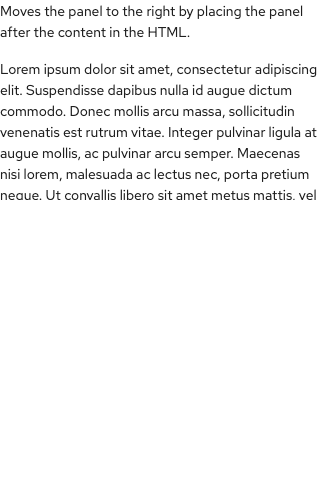 Moves the panel to the right by placing the panel
after the content in the HTML.
Lorem ipsum dolor sit amet, consectetur adipiscing
elit. Suspendisse dapibus nulla id augue dictum
commodo. Donec mollis arcu massa, sollicitudin
venenatis est rutrum vitae. Integer pulvinar ligula at
augue mollis, ac pulvinar arcu semper. Maecenas
nisi lorem, malesuada ac lectus nec, porta pretium
neque. Ut convallis libero sit amet metus mattis, vel